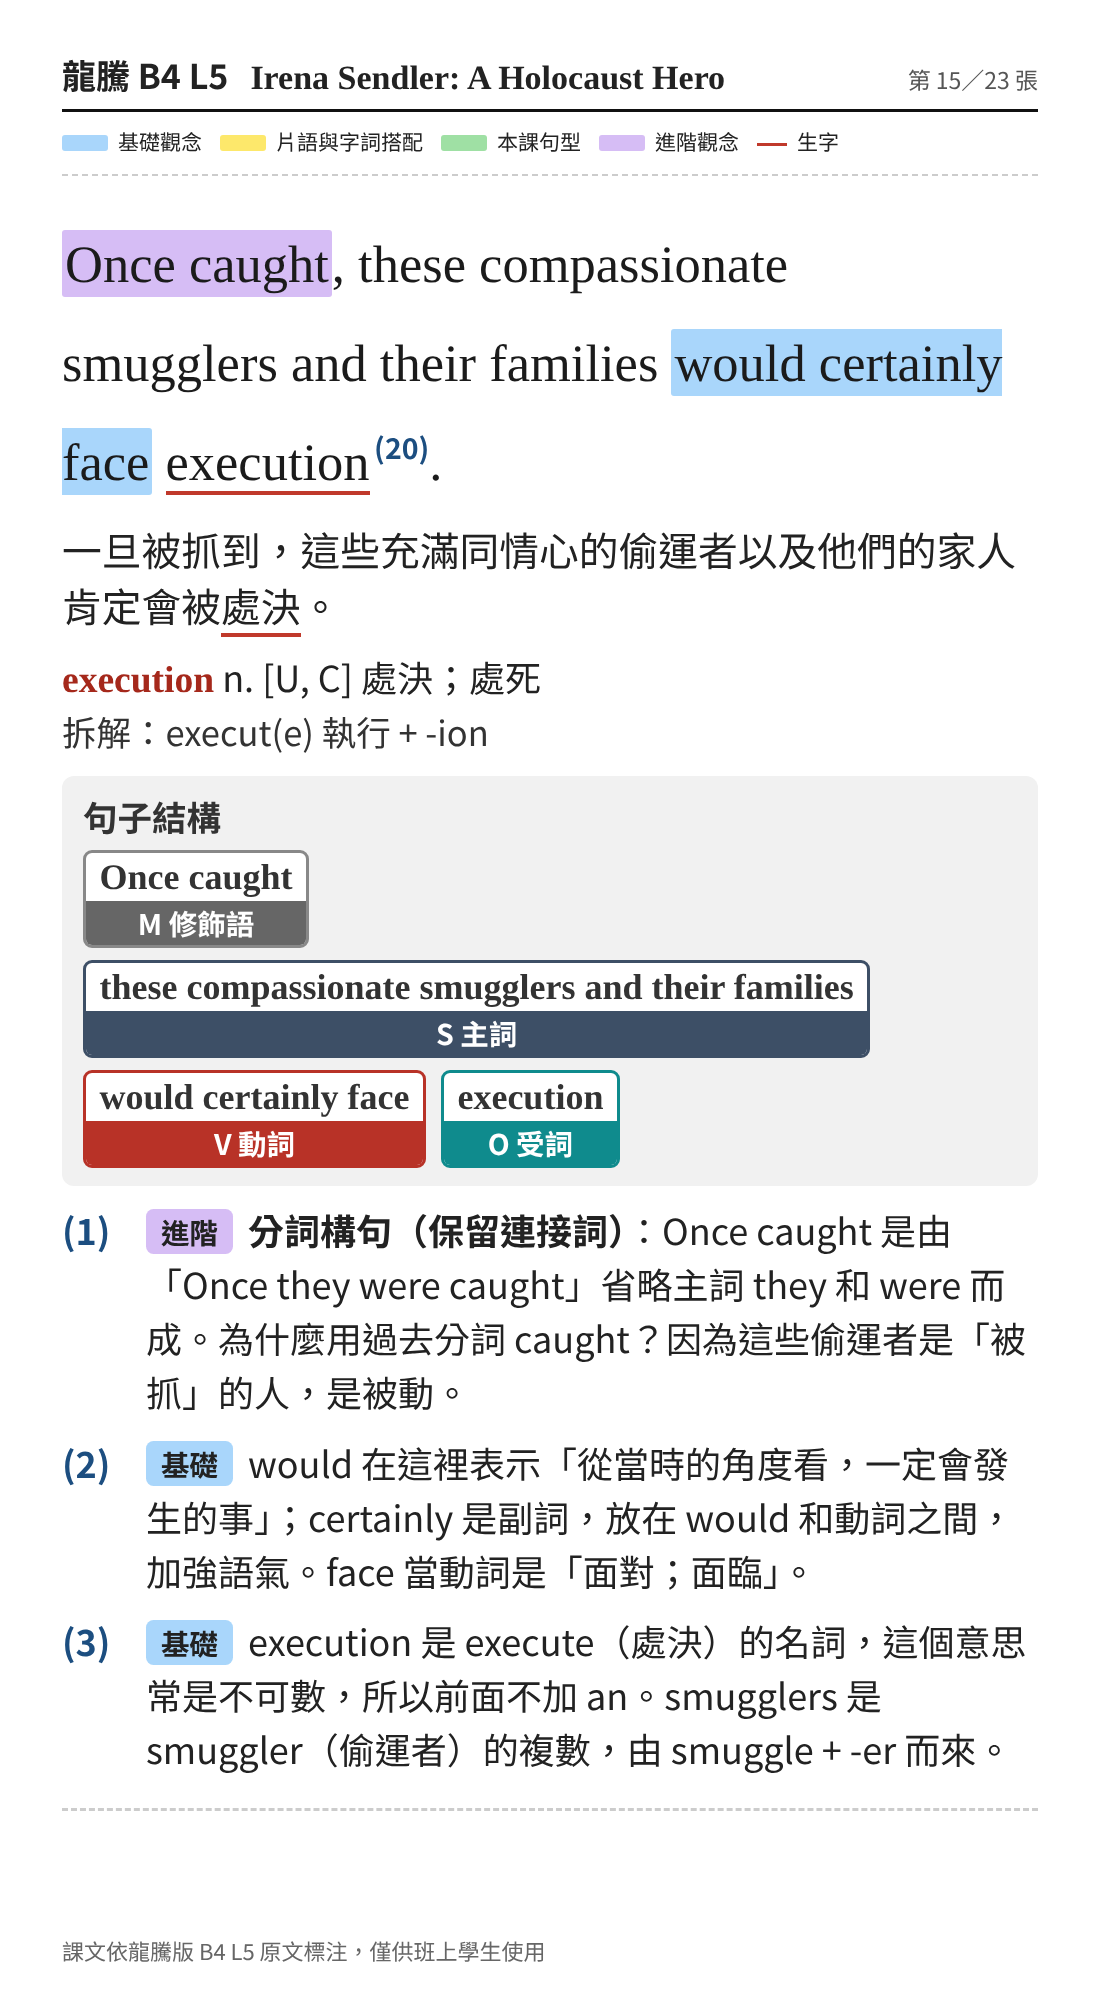 龍騰 B4 L5 Irena Sendler: A Holocaust Hero 第 15／23 張
基礎觀念 片語與字詞搭配 本課句型 進階觀念 生字
Once caught, these compassionate
smugglers and their families would certainly
face execution(20).
一旦被抓到，這些充滿同情心的偷運者以及他們的家人
肯定會被處決。
execution n. [U, C] 處決；處死
拆解：execut(e) 執行 + -ion
句子結構
Once caught
M 修飾語
these compassionate smugglers and their families
S 主詞
would certainly face execution
V 動詞 O 受詞
(1) 進階 分詞構句（保留連接詞）：Once caught 是由
「Once they were caught」省略主詞 they 和 were 而
成。為什麼用過去分詞 caught？因為這些偷運者是「被
抓」的人，是被動。
(2) 基礎 would 在這裡表示「從當時的角度看，一定會發
生的事」；certainly 是副詞，放在 would 和動詞之間，
加強語氣。face 當動詞是「面對；面臨」。
(3) 基礎 execution 是 execute（處決）的名詞，這個意思
常是不可數，所以前面不加 an。smugglers 是
smuggler（偷運者）的複數，由 smuggle + -er 而來。
課文依龍騰版 B4 L5 原文標注，僅供班上學生使用